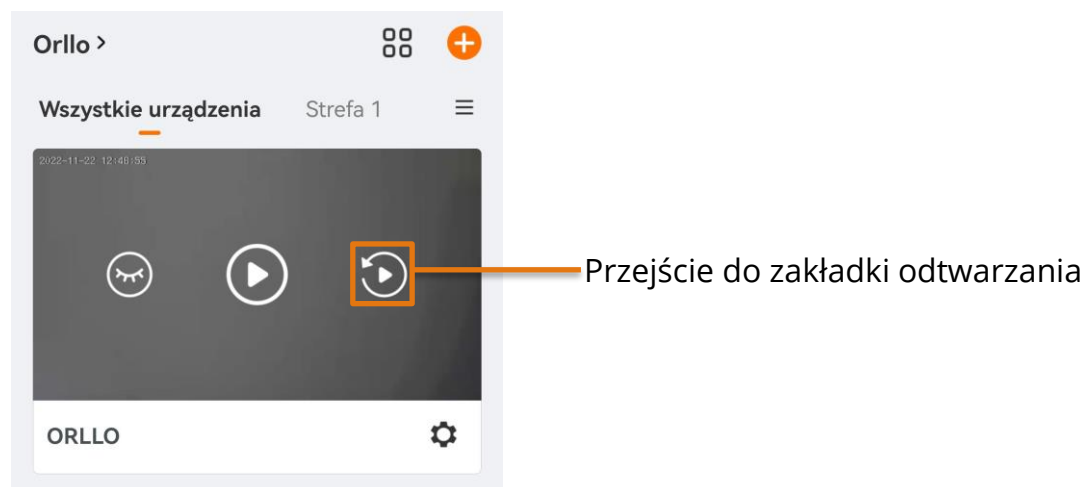 Orllo >
Wszystkie urządzenia Strefa 1
2022-11-22 12:48:55
Przejście do zakładki odtwarzania
ORLLO